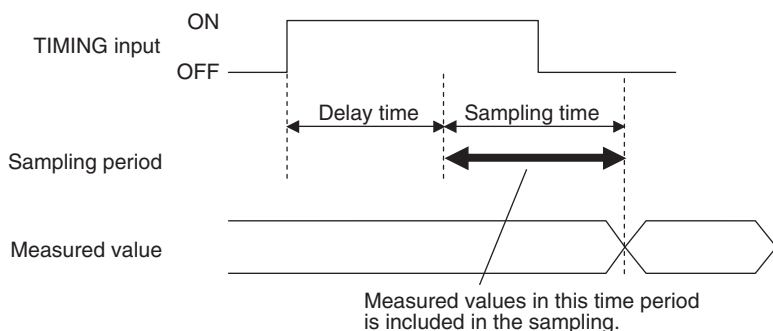 ON
TIMING input
OFF
Delay time
Sampling time
Sampling period
Measured value
Measured values in this time period
is included in the sampling.